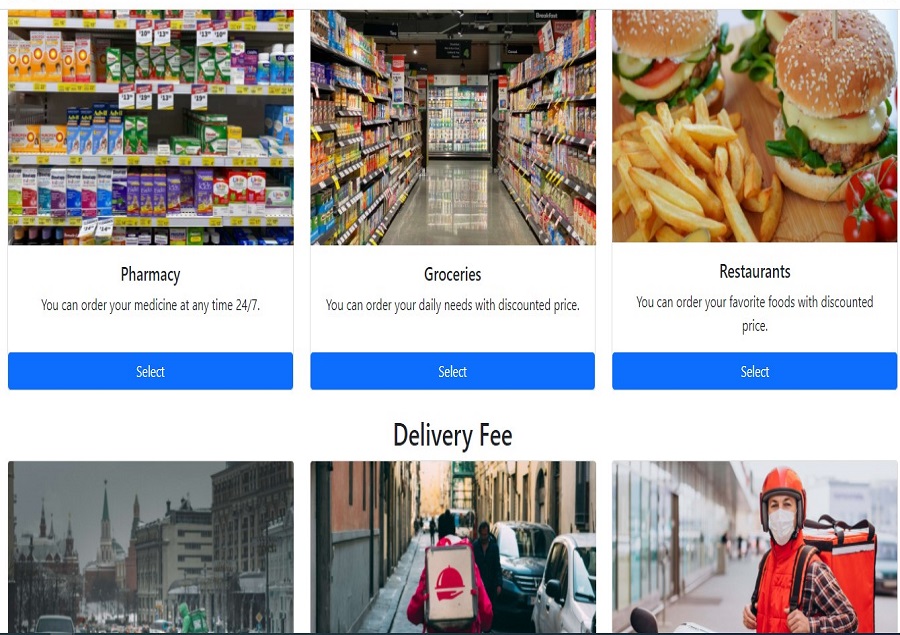 Pharmacy
You can order your medicine at any time 24/7.
Select
Groceries
You can order your daily needs with discounted price.
Select
Restaurants
You can order your favorite foods with discounted
price.
Select
Delivery Fee